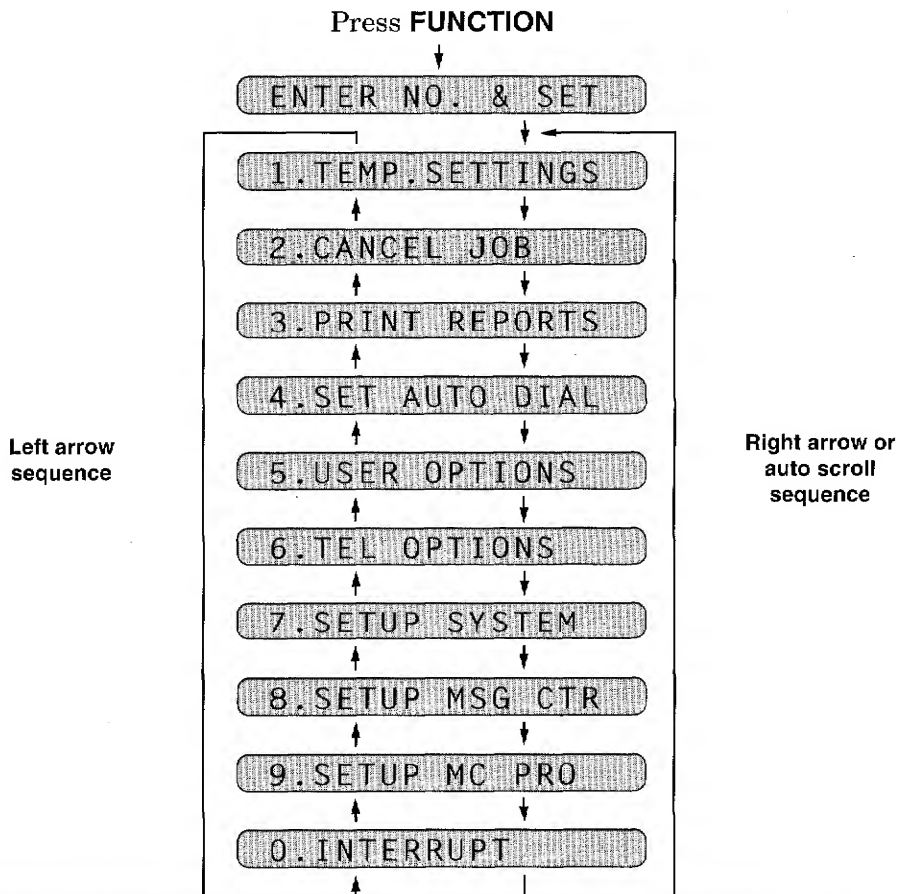 Press FUNCTION
ENTER NO. & SET
1.TEMP.SETTINGS
2.CANCEL JOB
3.PRINT REPORTS
4.SET AUTO DIAL
Left arrow
sequence
Right arrow or
auto scroll
sequence
5.USER OPTIONS
6.TEL OPTIONS
7.SETUP SYSTEM
8.SETUP MSG CTR
9.SETUP MC PRO
0.INTERRUPT